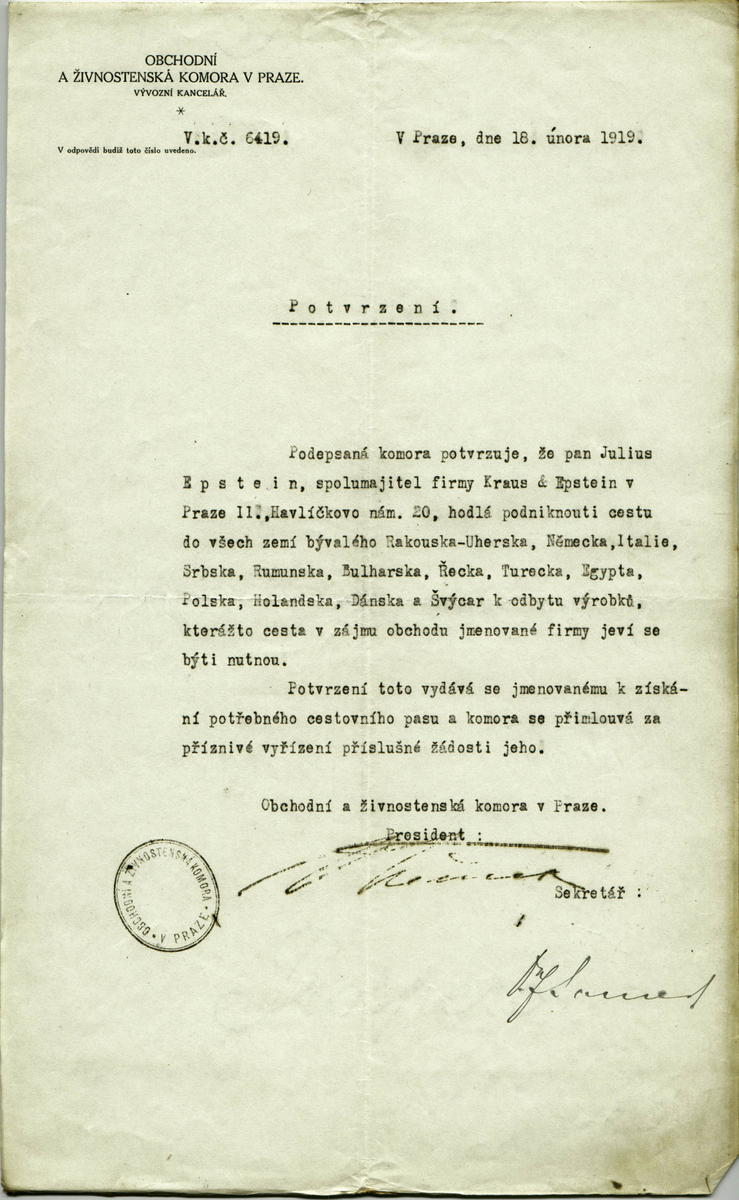 OBCHODNÍ
A ŽIVNOSTENSKÁ KOMORA V PRAZE.
VÝVOZNÍ KANCELÁŘ.
*
V.k.č. 6419. V Praze, dne 18. února 1919.
V odpovědi budiž toto číslo uvedeno.
Potvrzení.
Podepsaná komora potvrzuje, že pan Julius
Epstein, spolumajitel firmy Kraus & Epstein v
Praze II.,Havlíčkovo nám. 20, hodlá podniknouti cestu
do všech zemí bývalého Rakouska-Uherska, Německa,Italie,
Srbska, Rumunska, Bulharska, Řecka, Turecka, Egypta,
Polska, Holandska, Dánska a Švýcar k odbytu výrobků,
kterážto cesta v zájmu obchodu jmenované firmy jeví se
býti nutnou.
Potvrzení toto vydává se jmenovanému k získá-
ní potřebného cestovního pasu a komora se přimlouvá za
příznivé vyřízení příslušné žádosti jeho.
Obchodní a živnostenská komora v Praze.
President :
Sekretář :
OBCHODNÍ A ŽIVNOSTENSKÁ KOMORA
• V PRAZE •